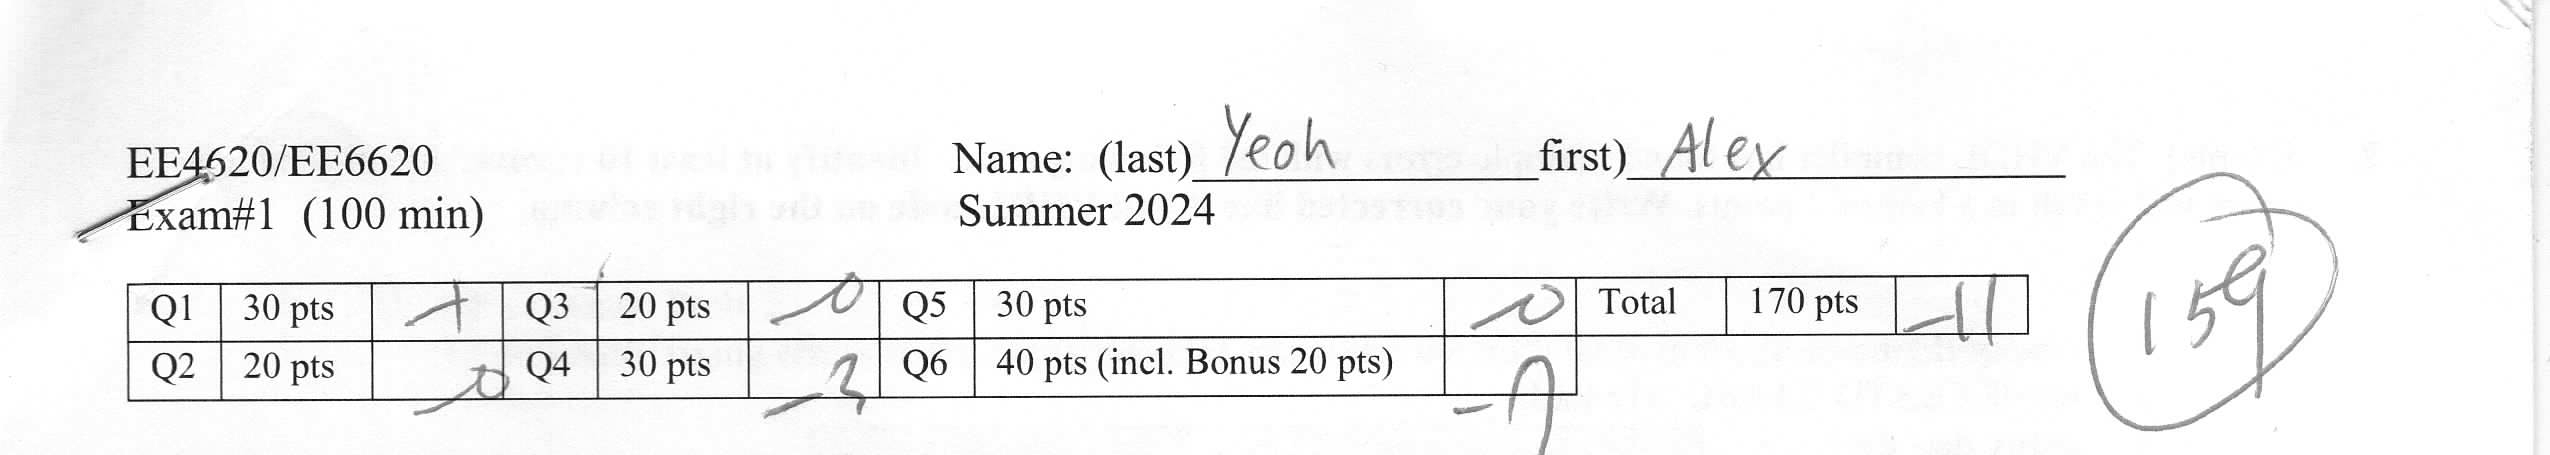 EE4620/EE6620 Name: (last) Yeoh first) Alex
Exam#1 (100 min) Summer 2024
Q1 30 pts -1 Q3 20 pts -0 Q5 30 pts -0 Total 170 pts -11 159
Q2 20 pts -0 Q4 30 pts -3 Q6 40 pts (incl. Bonus 20 pts) -7